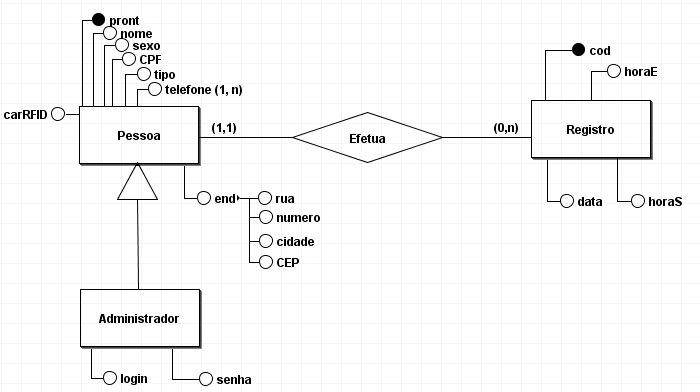 pront
nome
sexo
CPF
tipo
telefone (1, n)
carRFID
Pessoa
(1,1)
Efetua
(0,n)
cod
horaE
Registro
data
horaS
end
rua
numero
cidade
CEP
Administrador
login
senha